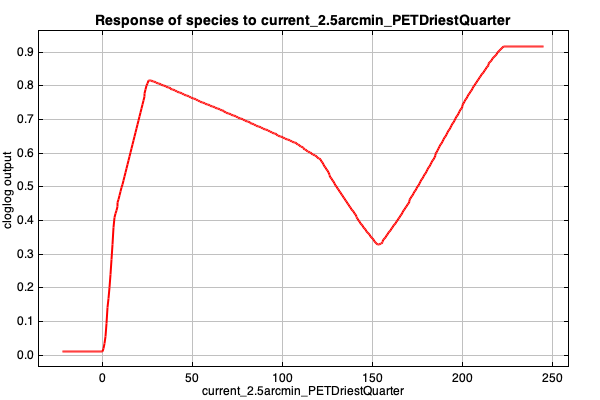 Response of species to current_2.5arcmin_PETDriestQuarter
0.9
0.8
0.7
0.6
0.5
0.4
0.3
0.2
0.1
0.0
cloglog output
0 50 100 150 200 250
current_2.5arcmin_PETDriestQuarter